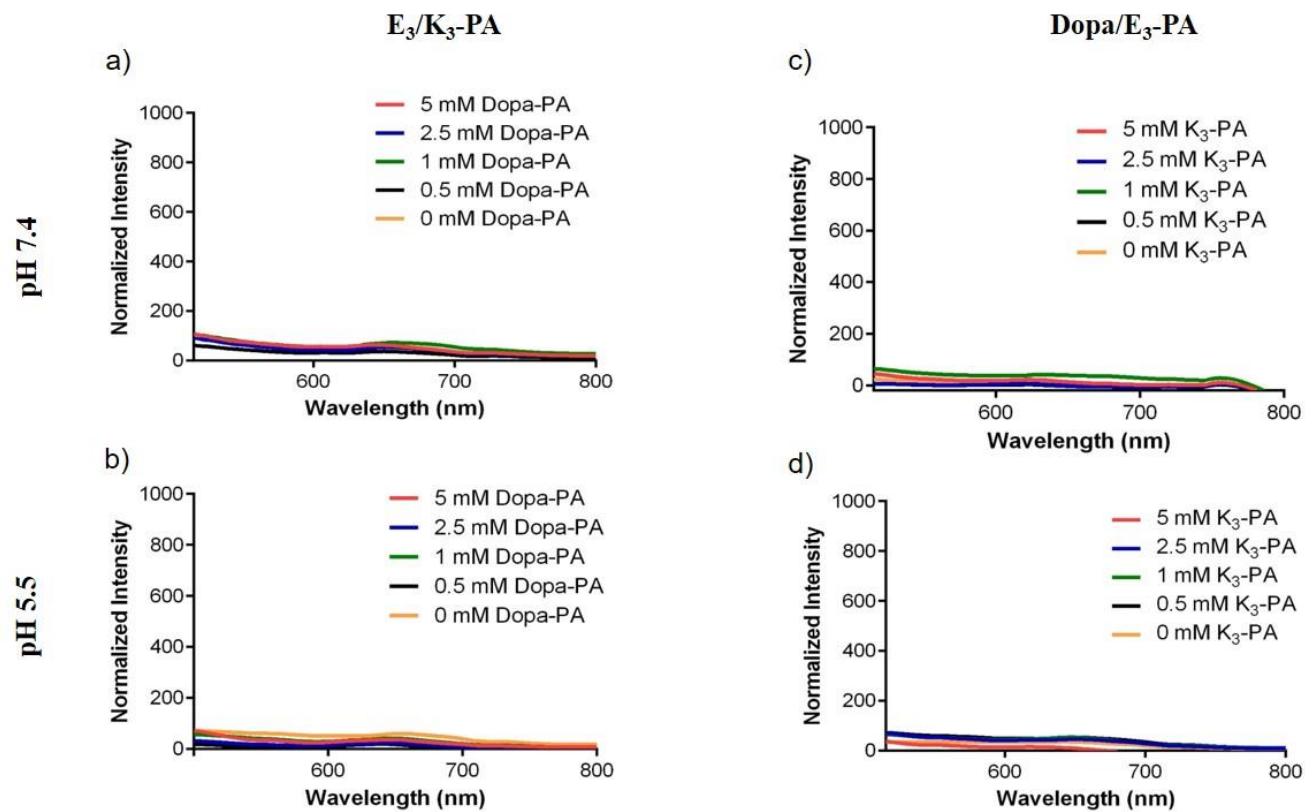 E₃/K₃-PA
Dopa/E₃-PA
pH 7.4
a)
5 mM Dopa-PA
2.5 mM Dopa-PA
1 mM Dopa-PA
0.5 mM Dopa-PA
0 mM Dopa-PA
Normalized Intensity
1000
800
600
400
200
0
600
700
800
Wavelength (nm)
c)
5 mM K₃-PA
2.5 mM K₃-PA
1 mM K₃-PA
0.5 mM K₃-PA
0 mM K₃-PA
Normalized Intensity
1000
800
600
400
200
0
600
700
800
Wavelength (nm)
pH 5.5
b)
5 mM Dopa-PA
2.5 mM Dopa-PA
1 mM Dopa-PA
0.5 mM Dopa-PA
0 mM Dopa-PA
Normalized Intensity
1000
800
600
400
200
0
600
700
800
Wavelength (nm)
d)
5 mM K₃-PA
2.5 mM K₃-PA
1 mM K₃-PA
0.5 mM K₃-PA
0 mM K₃-PA
Normalized Intensity
1000
800
600
400
200
0
600
700
800
Wavelength (nm)